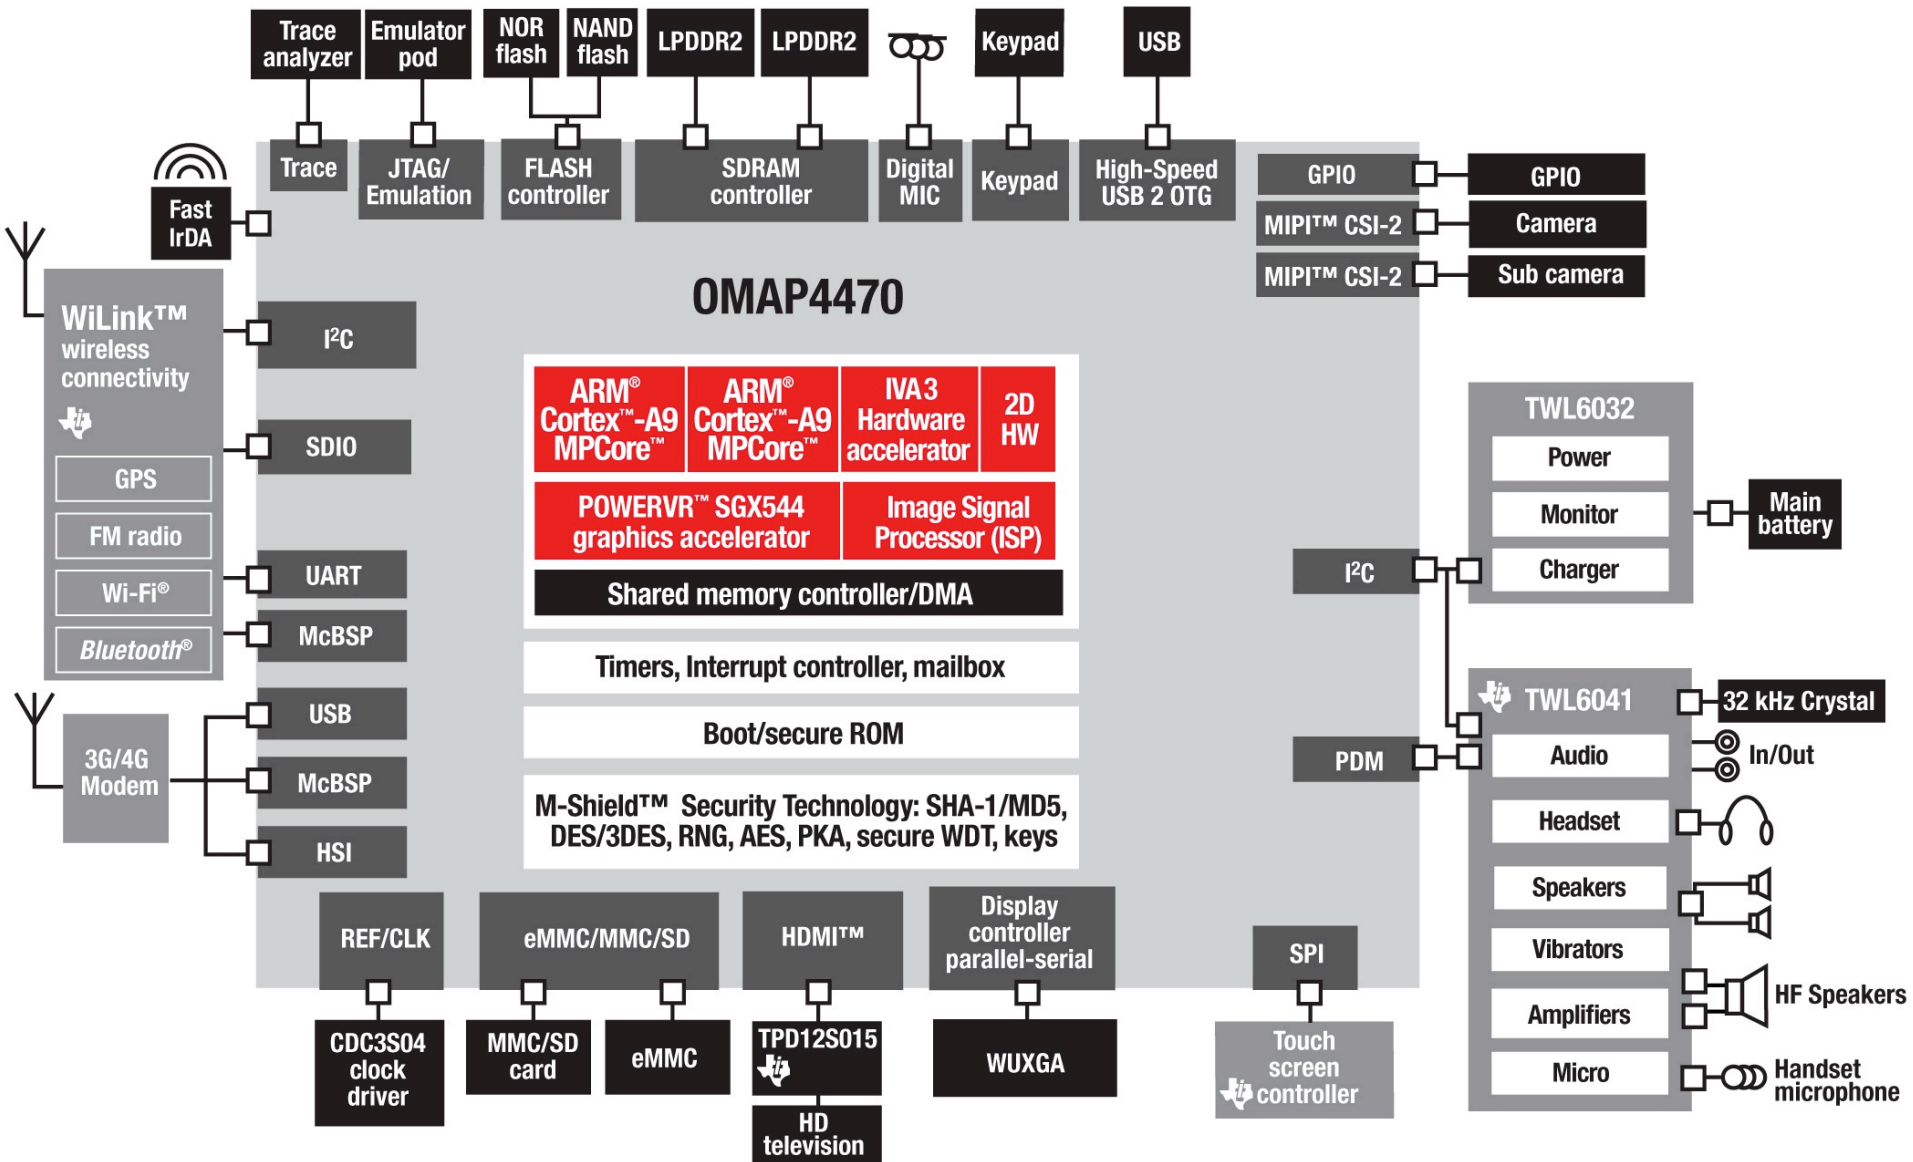 Trace
analyzer
Emulator
pod
NOR
flash
NAND
flash
LPDDR2
LPDDR2
Keypad
USB
Trace
JTAG/
Emulation
FLASH
controller
SDRAM
controller
Digital
MIC
Keypad
High-Speed
USB 2 OTG
GPIO
GPIO
MIPI™ CSI-2
Camera
MIPI™ CSI-2
Sub camera
Fast
IrDA
OMAP4470
WiLink™
wireless
connectivity
GPS
FM radio
Wi-Fi®
Bluetooth®
I²C
SDIO
UART
McBSP
USB
McBSP
HSI
3G/4G
Modem
ARM®
Cortex™-A9
MPCore™
ARM®
Cortex™-A9
MPCore™
IVA 3
Hardware
accelerator
2D
HW
POWERVR™ SGX544
graphics accelerator
Image Signal
Processor (ISP)
Shared memory controller/DMA
Timers, Interrupt controller, mailbox
Boot/secure ROM
M-Shield™ Security Technology: SHA-1/MD5,
DES/3DES, RNG, AES, PKA, secure WDT, keys
I²C
PDM
TWL6032
Power
Monitor
Charger
Main
battery
TWL6041
32 kHz Crystal
Audio
In/Out
Headset
Speakers
Vibrators
Amplifiers
HF Speakers
Micro
Handset
microphone
REF/CLK
eMMC/MMC/SD
HDMI™
Display
controller
parallel-serial
SPI
CDC3S04
clock
driver
MMC/SD
card
eMMC
TPD12S015
HD
television
WUXGA
Touch
screen
controller